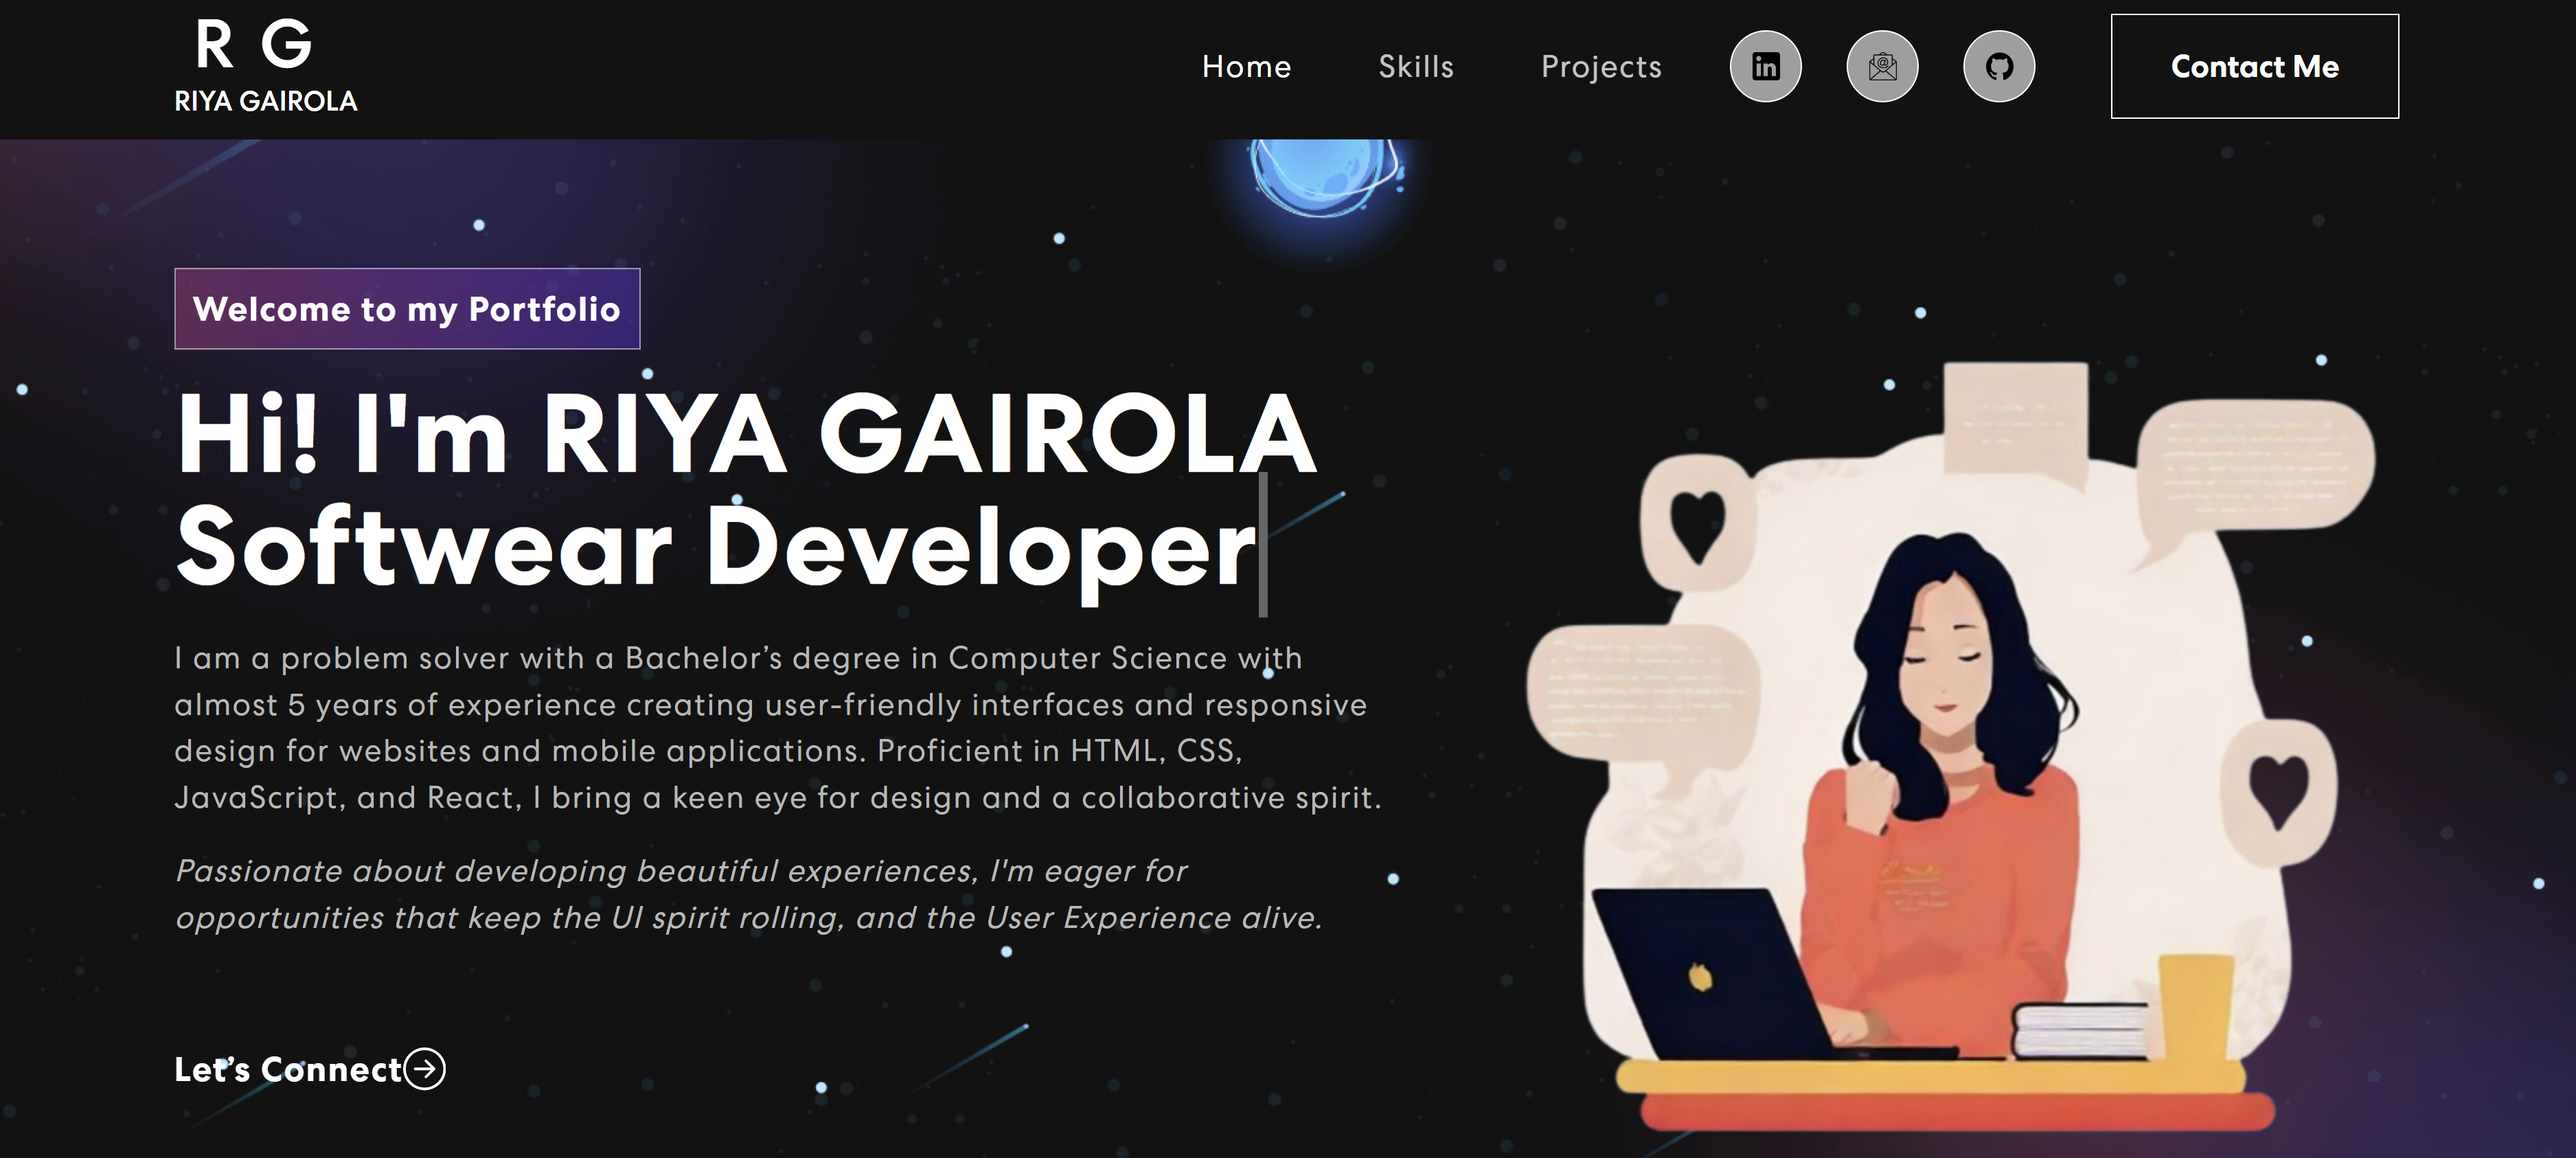 R G
RIYA GAIROLA
Home
Skills
Projects
in
@
Contact Me
Welcome to my Portfolio
Hi! I'm RIYA GAIROLA
Softwear Developer
I am a problem solver with a Bachelor’s degree in Computer Science with
almost 5 years of experience creating user-friendly interfaces and responsive
design for websites and mobile applications. Proficient in HTML, CSS,
JavaScript, and React, I bring a keen eye for design and a collaborative spirit.
Passionate about developing beautiful experiences, I'm eager for
opportunities that keep the UI spirit rolling, and the User Experience alive.
Let’s Connect